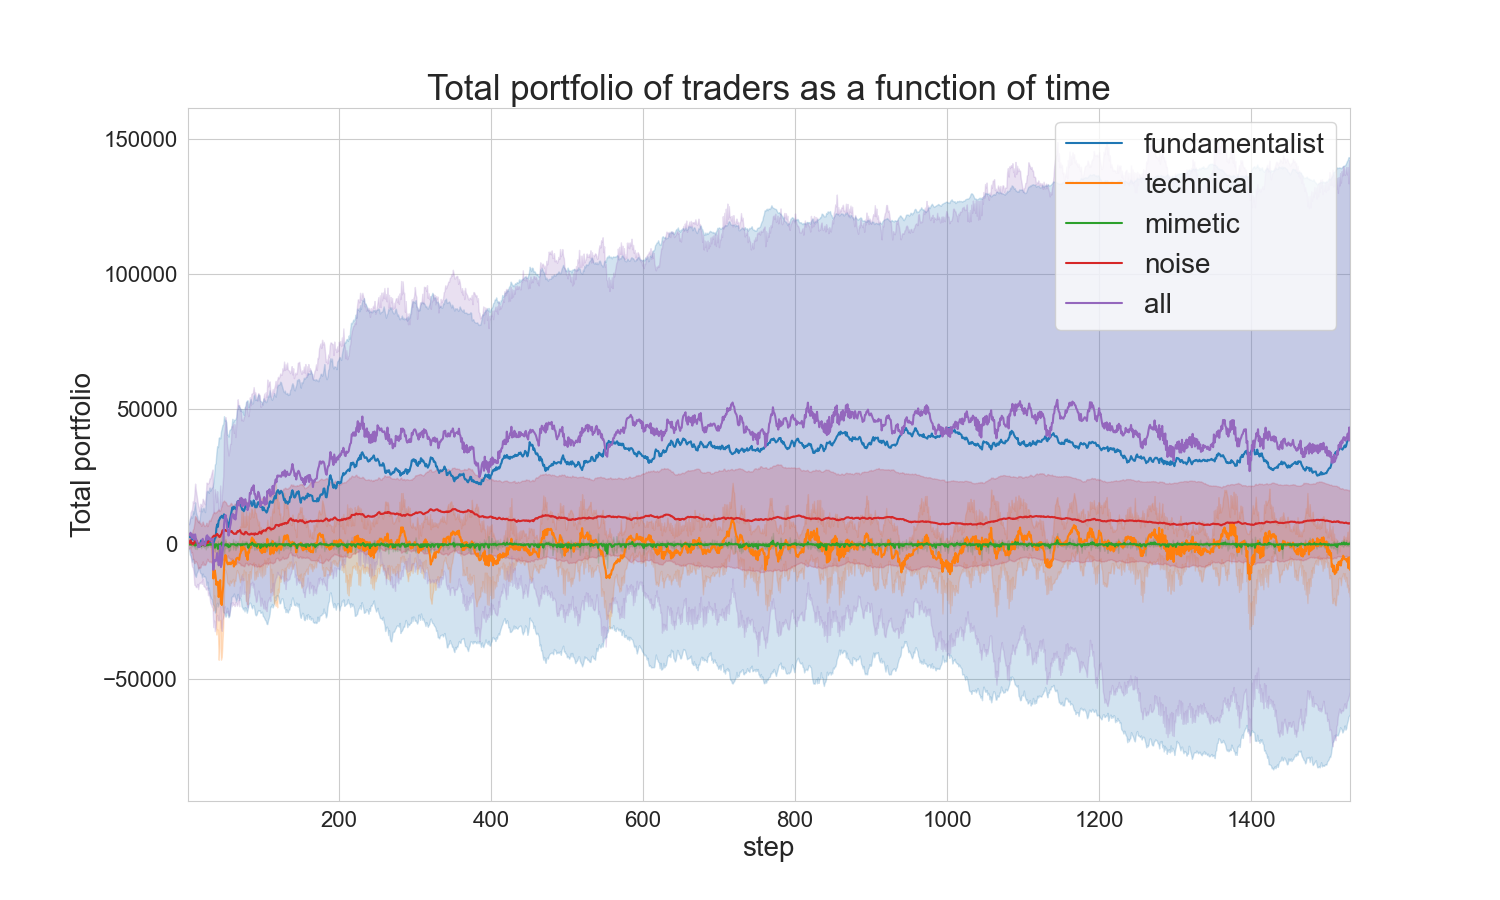 Total portfolio of traders as a function of time
150000
100000
50000
0
−50000
Total portfolio
fundamentalist
technical
mimetic
noise
all
200 400 600 800 1000 1200 1400
step